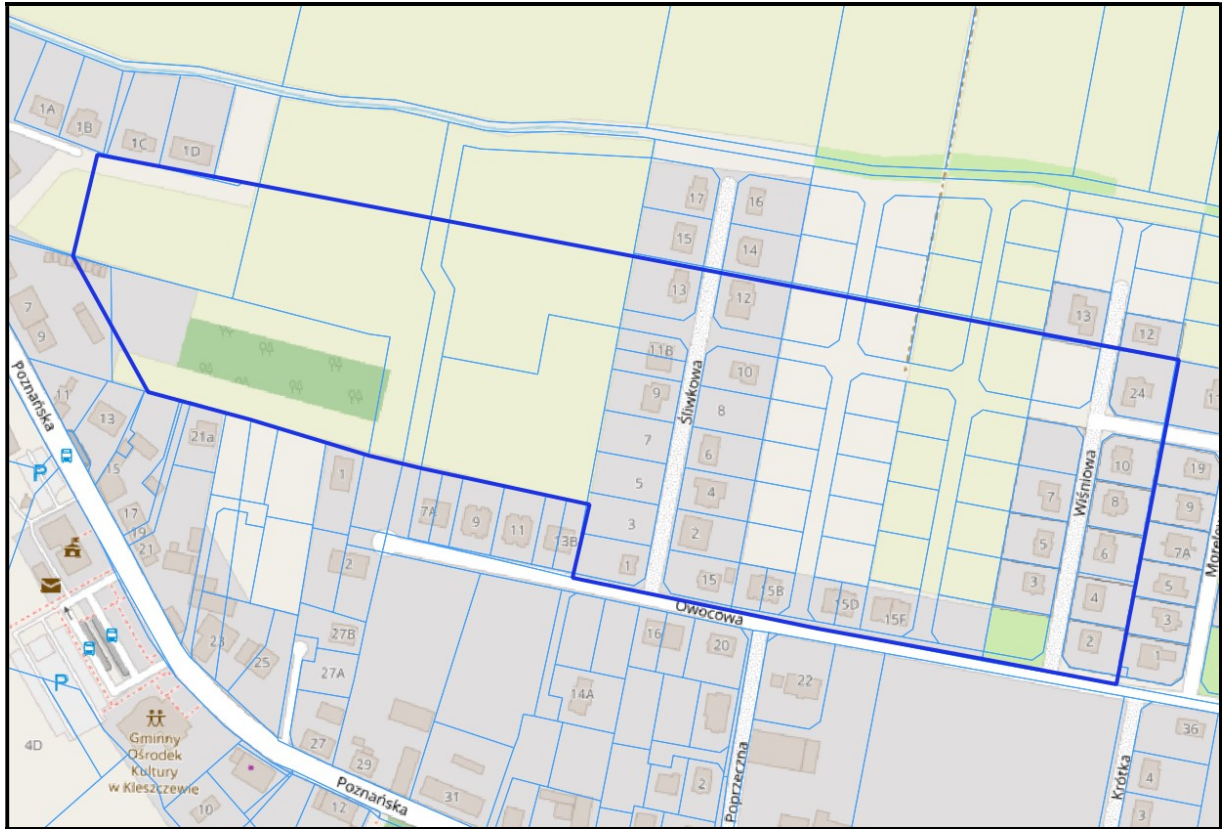 1A
1B
1C
1D
17
16
15
14
13
12
13
12
7
9
11B
10
9
24
Poznańska
11
13
8
Śliwkowa
7
6
21a
10
19
15
1
5
4
7
8
9
Wiśniowa
P
17
7A
9
11
3
2
5
6
7A
19
21
13B
1
15
15B
3
4
5
2
Owocowa
15D
15F
2
3
1
23
25
27B
16
20
27A
22
P
14A
36
4D
Gminny
Ośrodek
Kultury
w Kleszczewie
27
29
Poprzeczna
Krótka
4
2
31
Poznańska
10
12
3